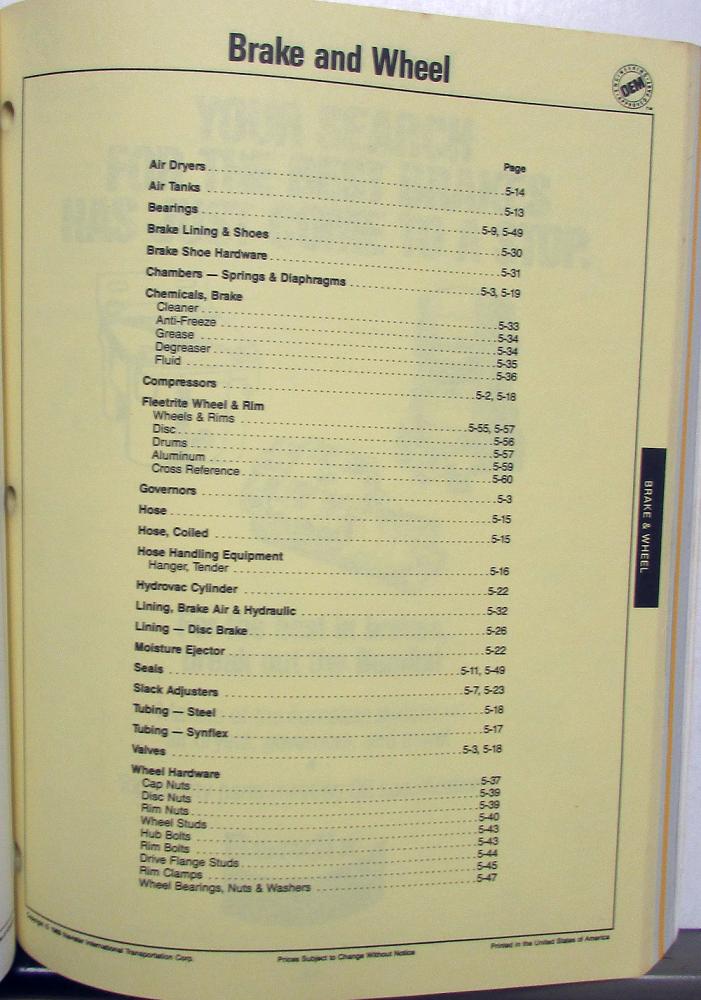 Brake and Wheel
OEM
Page
Air Dryers 5-14
Air Tanks 5-13
Bearings 5-9, 5-49
Brake Lining & Shoes 5-30
Brake Shoe Hardware 5-31
Chambers — Springs & Diaphragms 5-3, 5-19
Chemicals, Brake
Cleaner 5-33
Anti-Freeze 5-34
Grease 5-34
Degreaser 5-35
Fluid 5-36
Compressors 5-2, 5-18
Fleetrite Wheel & Rim
Wheels & Rims 5-55, 5-57
Disc 5-56
Drums 5-57
Aluminum 5-59
Cross Reference 5-60
Governors 5-3
Hose 5-15
Hose, Coiled 5-15
Hose Handling Equipment
Hanger, Tender 5-16
Hydrovac Cylinder 5-22
Lining, Brake Air & Hydraulic 5-32
Lining — Disc Brake 5-26
Moisture Ejector 5-22
Seals 5-11, 5-49
Slack Adjusters 5-7, 5-23
Tubing — Steel 5-18
Tubing — Synflex 5-17
Valves 5-3, 5-18
Wheel Hardware
Cap Nuts 5-37
Disc Nuts 5-39
Rim Nuts 5-39
Wheel Studs 5-40
Hub Bolts 5-43
Rim Bolts 5-43
Drive Flange Studs 5-44
Rim Clamps 5-45
Wheel Bearings, Nuts & Washers 5-47
BRAKE & WHEEL
Copyright © International Transportation Corp.
Prices Subject to Change Without Notice
Printed in the United States of America